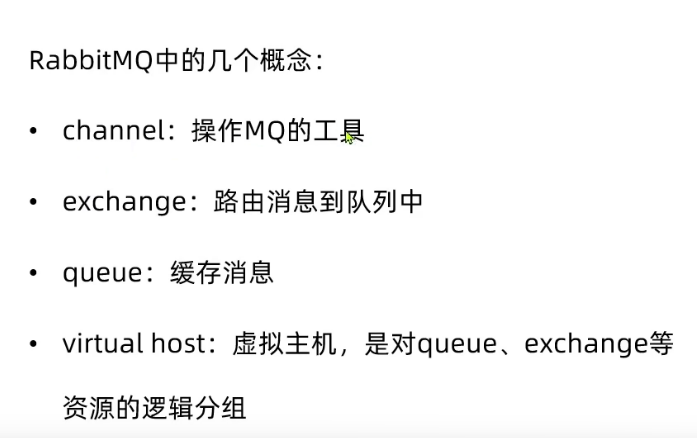 RabbitMQ中的几个概念：
• channel：操作MQ的工具
• exchange：路由消息到队列中
• queue：缓存消息
• virtual host：虚拟主机，是对queue、exchange等
资源的逻辑分组